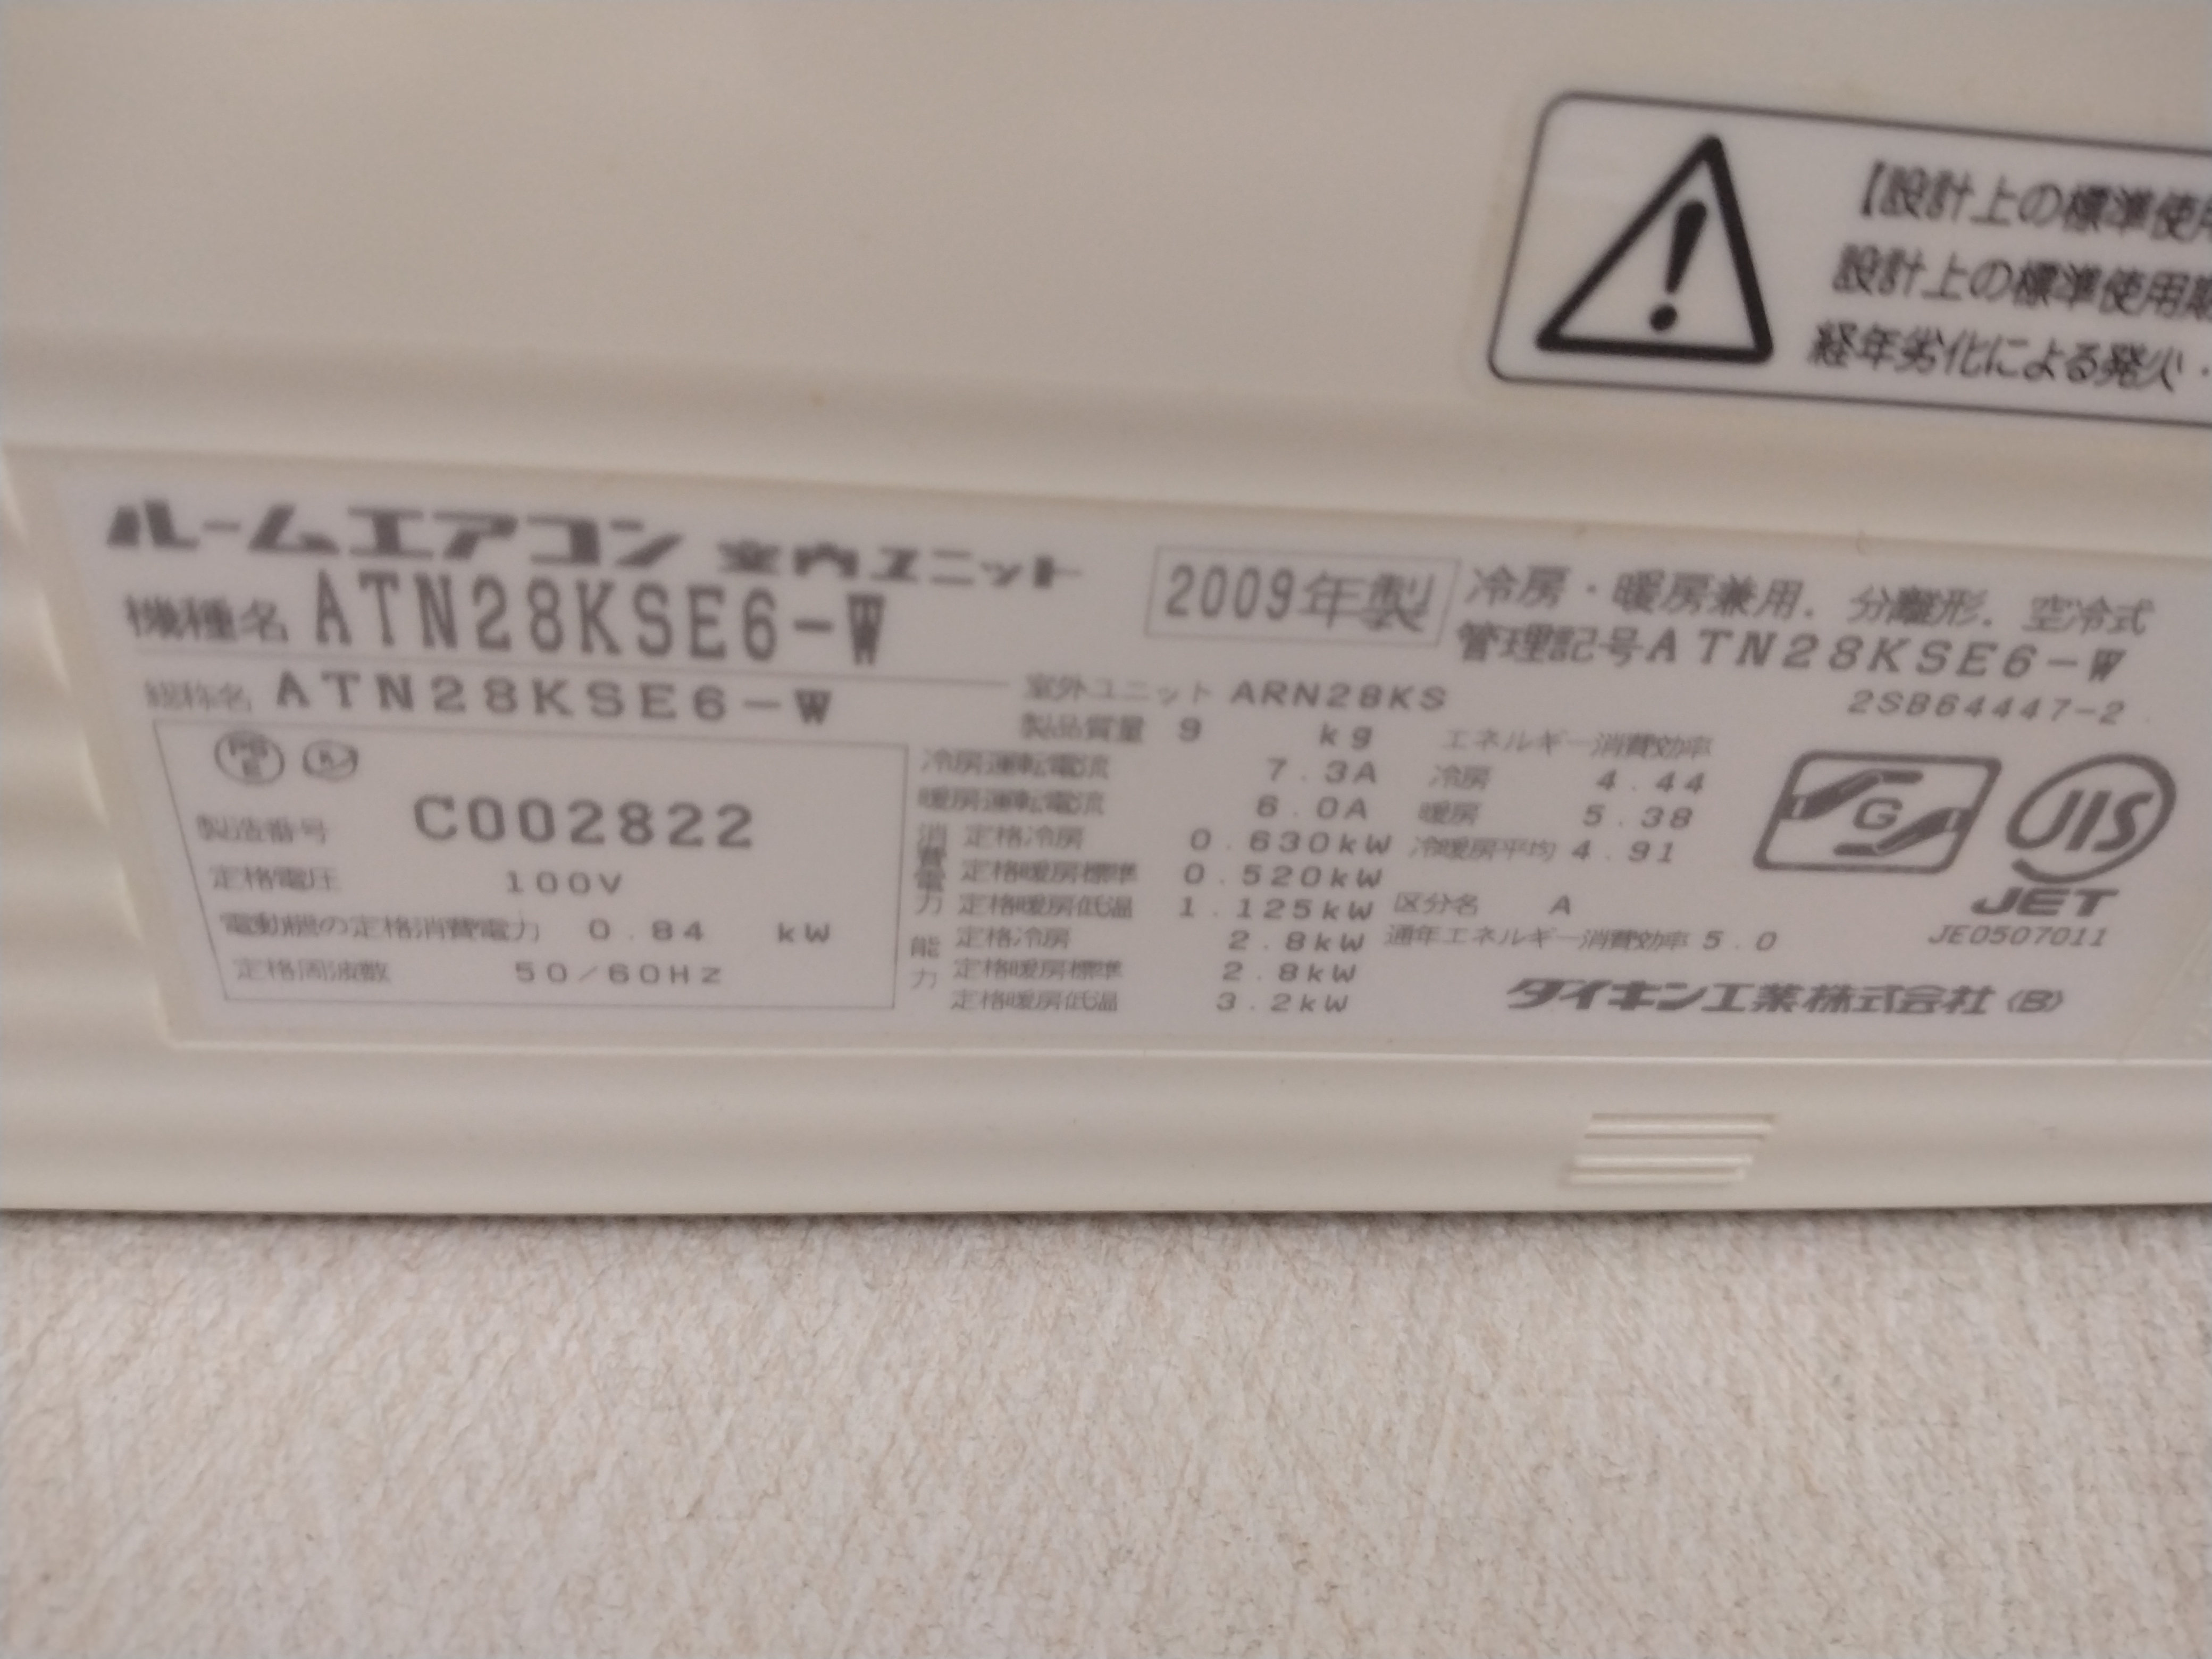 【設計上の標準使用
設計上の標準使用期
経年劣化による発火・
ルームエアコン 室内ユニット
機種名 ATN28KSE6-W
2009年製
冷房・暖房兼用. 分離形. 空冷式
管理記号ATN28KSE6-W
総称名 ATN28KSE6-W
室外ユニット ARN28KS
2SB64447-2
製品質量 9 kg
PS E
製造番号 C002822
定格電圧 100V
電動機の定格消費電力 0.84 kW
定格周波数 50/60Hz
冷房運転電流 7.3A
暖房運転電流 6.0A
消費電力
定格冷房 0.630kW
定格暖房標準 0.520kW
定格暖房低温 1.125kW
能力
定格冷房 2.8kW
定格暖房標準 2.8kW
定格暖房低温 3.2kW
エネルギー消費効率
冷房 4.44
暖房 5.38
冷暖房平均 4.91
区分名 A
通年エネルギー消費効率 5.0
G
JIS
JET
JE0507011
ダイキン工業株式会社(B)